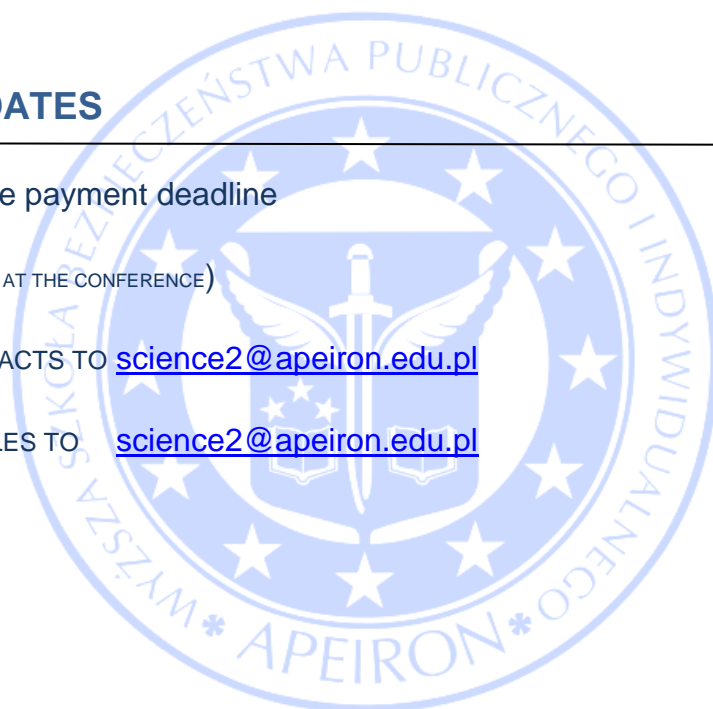 DATES
e payment deadline
AT THE CONFERENCE)
ACTS TO science2@apeiron.edu.pl
LES TO science2@apeiron.edu.pl
WYŻSZA SZKOŁA BEZPIECZEŃSTWA PUBLICZNEGO I INDYWIDUALNEGO
* APEIRON *